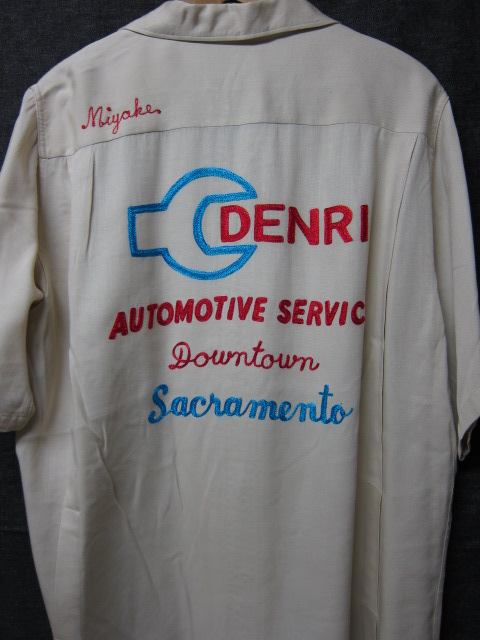 Miyake
DENRI
AUTOMOTIVE SERVIC
Downtown
Sacramento